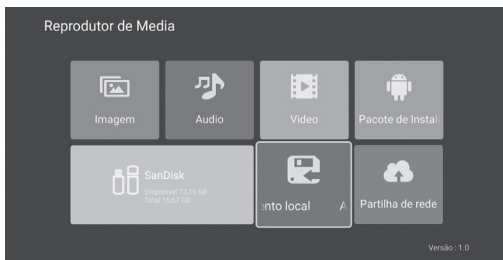 Reprodutor de Media
Imagem
Audio
Video
Pacote de Instal
SanDisk
Disponível 13,16 GB
Total 15,67 GB
ento local A
Partilha de rede
Versão : 1.0